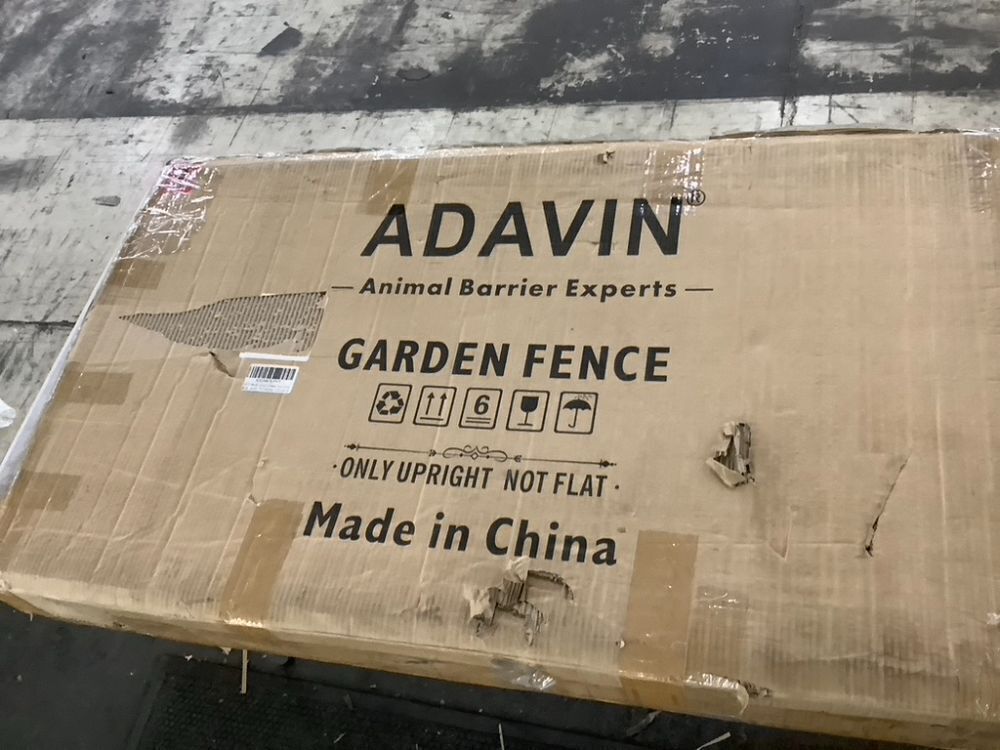 ADAVIN®
— Animal Barrier Experts —
GARDEN FENCE
6
· ONLY UPRIGHT NOT FLAT ·
Made in China